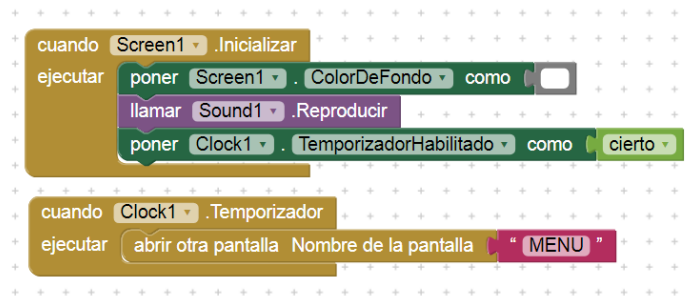 cuando Screen1 .Inicializar
ejecutar poner Screen1 . ColorDeFondo como
llamar Sound1 .Reproducir
poner Clock1 . TemporizadorHabilitado como cierto
cuando Clock1 .Temporizador
ejecutar abrir otra pantalla Nombre de la pantalla " MENU "